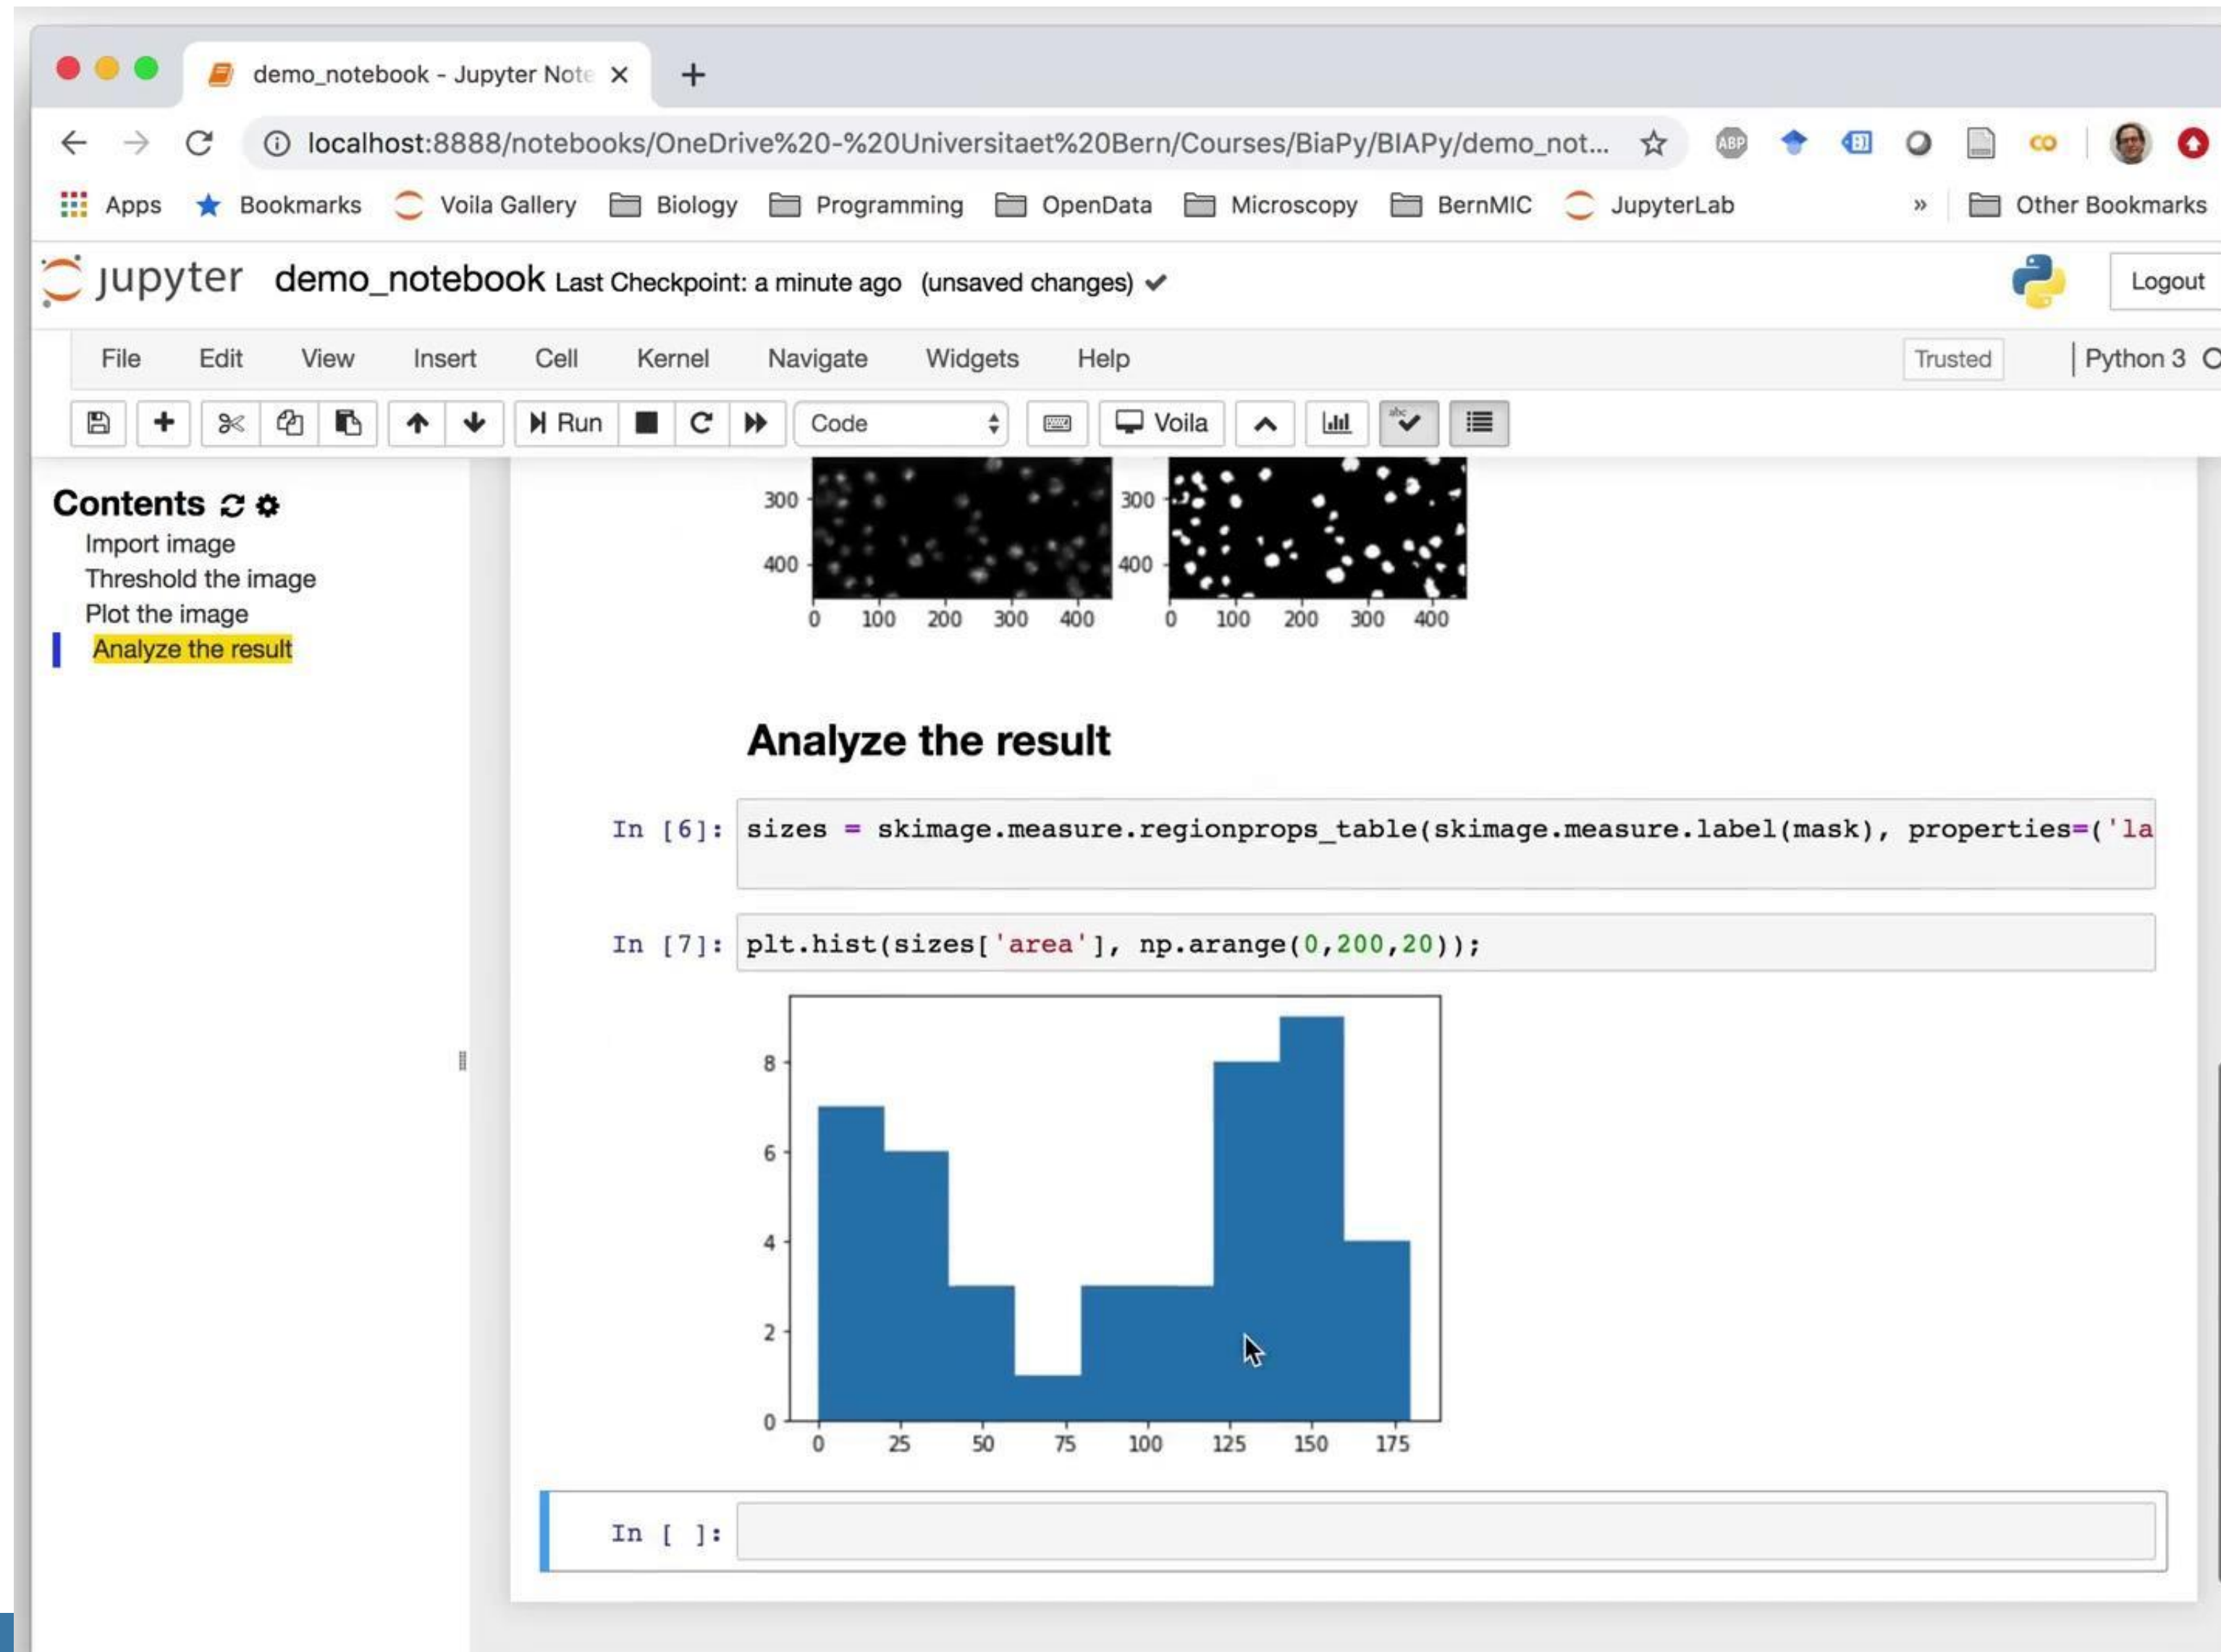 demo_notebook - Jupyter Note
localhost:8888/notebooks/OneDrive%20-%20Universitaet%20Bern/Courses/BiaPy/BIAPy/demo_not...
ABP
Apps Bookmarks Voila Gallery Biology Programming OpenData Microscopy BernMIC JupyterLab » Other Bookmarks
jupyter demo_notebook Last Checkpoint: a minute ago (unsaved changes)
Logout
File Edit View Insert Cell Kernel Navigate Widgets Help
Trusted Python 3
Run Code Voila abc
Contents
Import image
Threshold the image
Plot the image
Analyze the result
300 300
400 400
0 100 200 300 400 0 100 200 300 400
Analyze the result
In [6]: sizes = skimage.measure.regionprops_table(skimage.measure.label(mask), properties=('la
In [7]: plt.hist(sizes['area'], np.arange(0,200,20));
8
6
4
2
0
0 25 50 75 100 125 150 175
In [ ]: